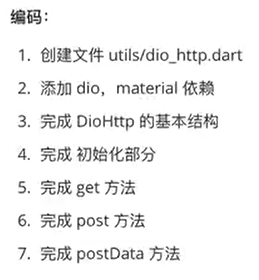 编码：
1. 创建文件 utils/dio_http.dart
2. 添加 dio，material 依赖
3. 完成 DioHttp 的基本结构
4. 完成 初始化部分
5. 完成 get 方法
6. 完成 post 方法
7. 完成 postData 方法